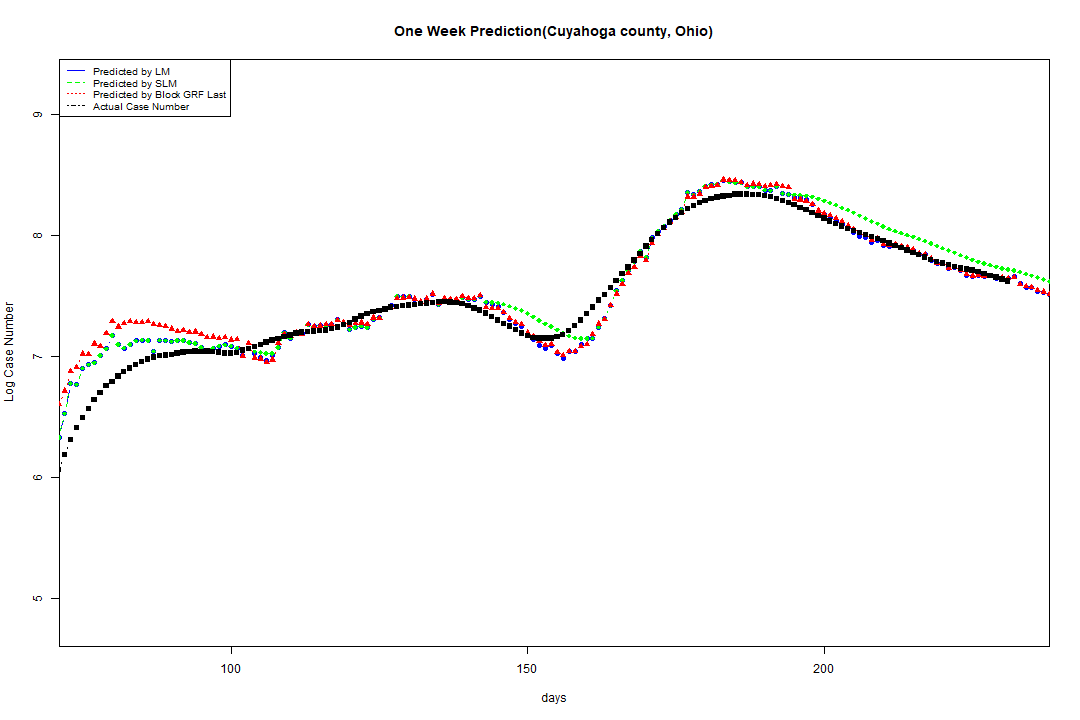 One Week Prediction(Cuyahoga county, Ohio)
Predicted by LM
Predicted by SLM
Predicted by Block GRF Last
Actual Case Number
9
8
7
6
5
Log Case Number
100 150 200
days